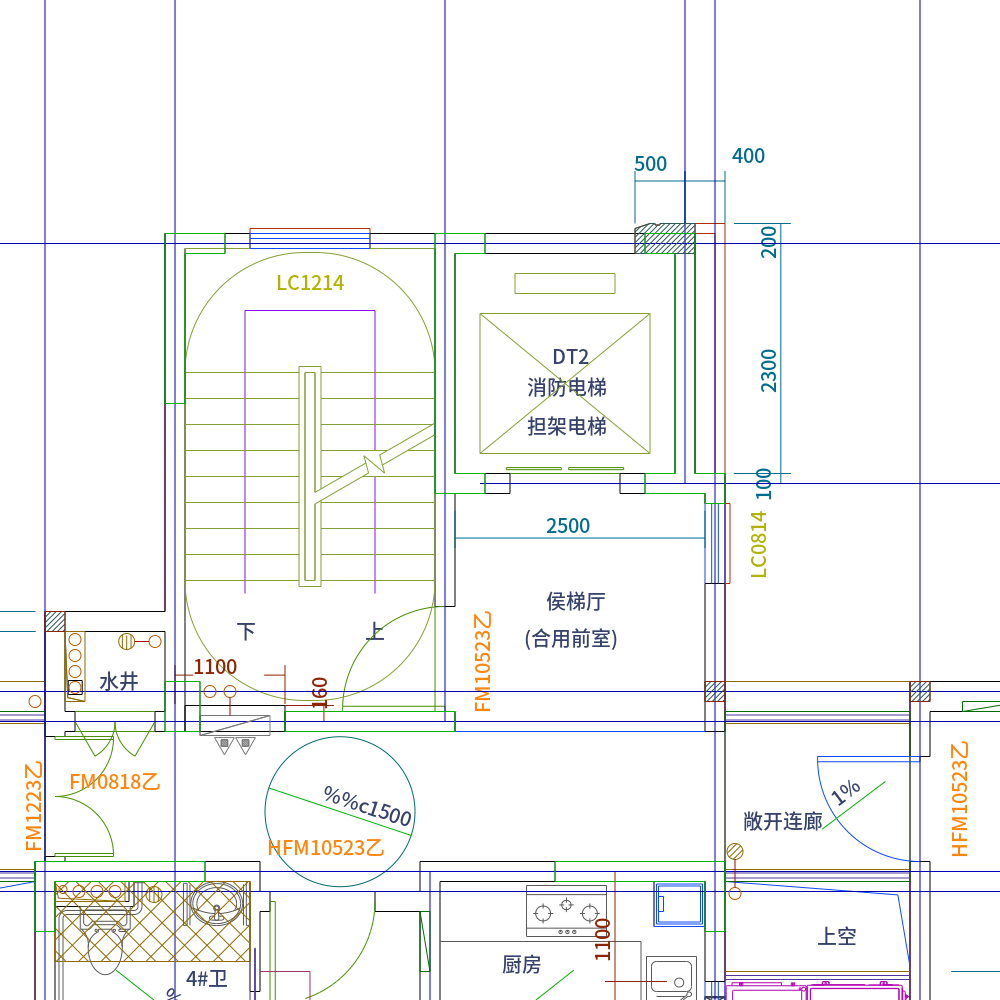 500
400
200
LC1214
DT2
2300
消防电梯
担架电梯
100
2500
LC0814
侯梯厅
下
上
(合用前室)
FM10523乙
1100
水井
160
FM0818乙
FM1223乙
%%c1500
1%
HFM10523乙
敞开连廊
HFM10523乙
1100
上空
厨房
4#卫
%